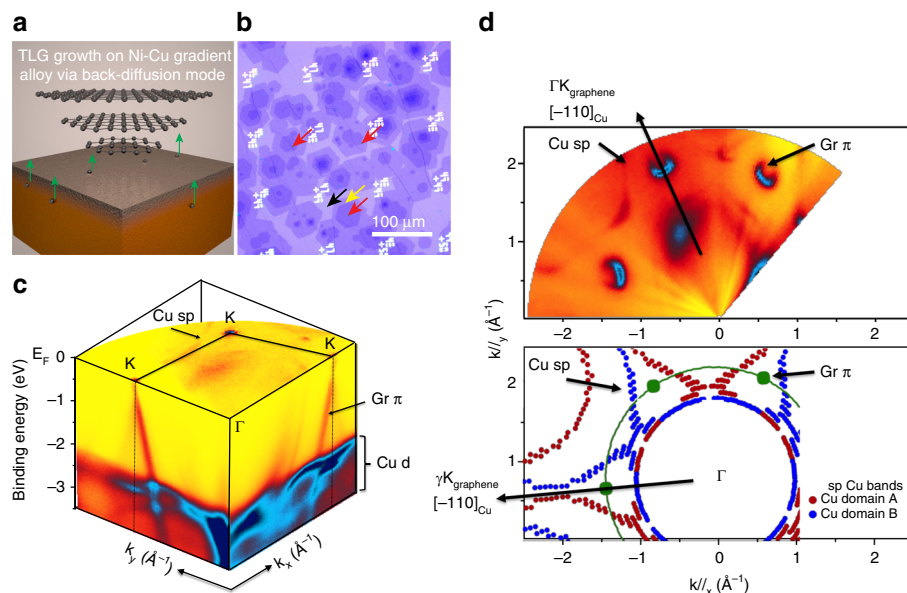 a
TLG growth on Ni-Cu gradient
alloy via back-diffusion mode
b
100 μm
c
Cu sp
K
K
K
E_F
0
−1
−2
−3
Binding energy (eV)
Γ
Gr π
Cu d
k_y (Å⁻¹)
k_x (Å⁻¹)
d
ΓK_graphene
[−110]_Cu
Cu sp
Gr π
2
1
0
k//_y (Å⁻¹)
−2
−1
0
1
2
Cu sp
Gr π
2
1
0
γK_graphene
[−110]_Cu
Γ
sp Cu bands
Cu domain A
Cu domain B
−2
−1
0
1
2
k//_x (Å⁻¹)